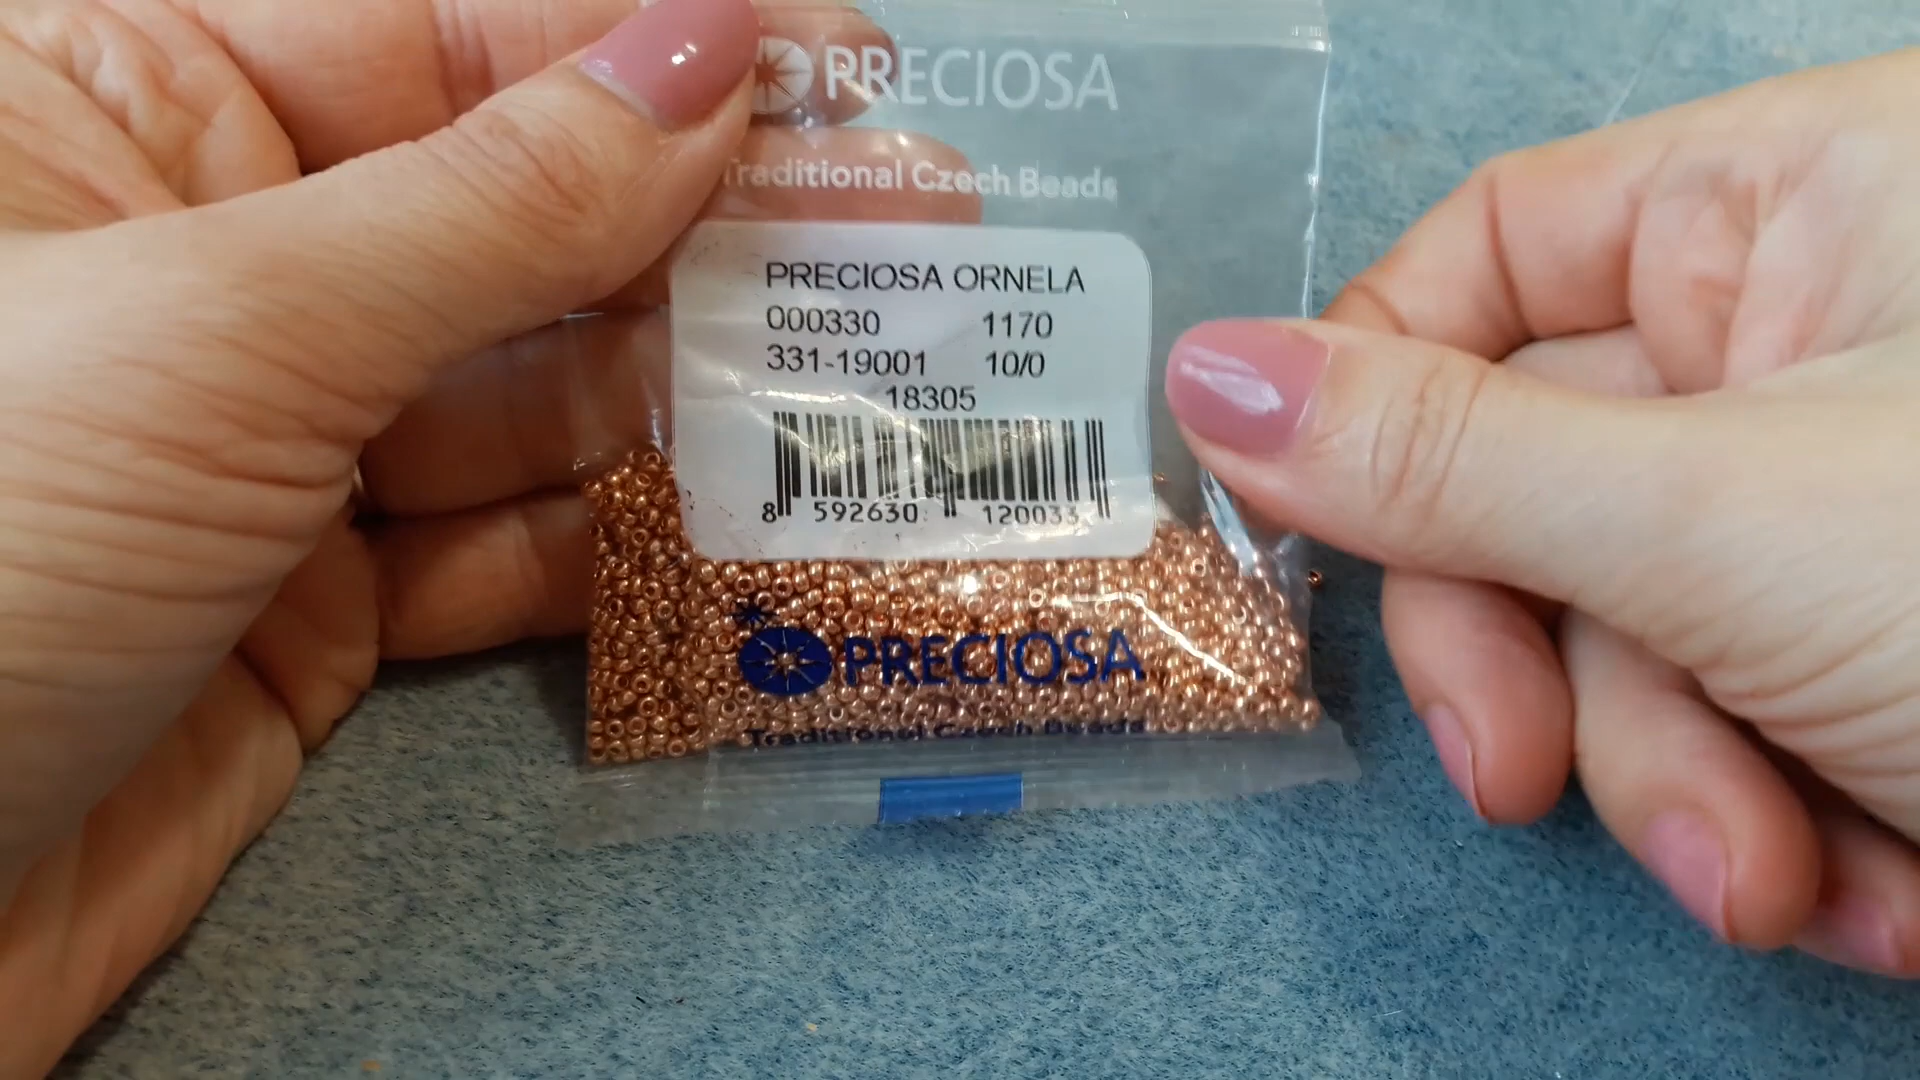 PRECIOSA
Traditional Czech Beads
PRECIOSA ORNELA
000330 1170
331-19001 10/0
18305
8 592630 120033
PRECIOSA
Traditional Czech Beads